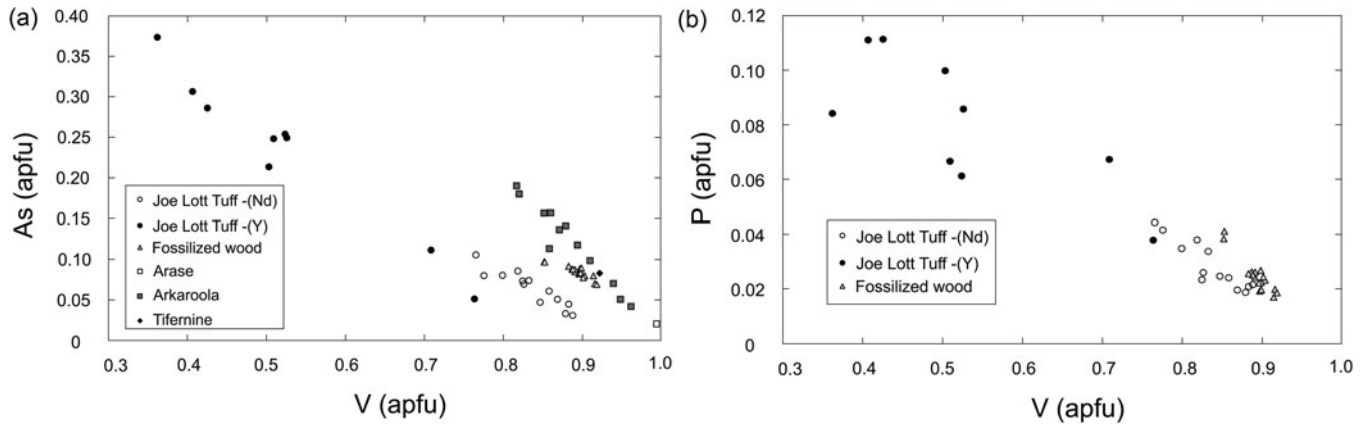 (a)
0.40
0.35
0.30
0.25
0.20
0.15
0.10
0.05
0
As (apfu)
Joe Lott Tuff -(Nd)
Joe Lott Tuff -(Y)
Fossilized wood
Arase
Arkaroola
Tifernine
0.3 0.4 0.5 0.6 0.7 0.8 0.9 1.0
V (apfu)
(b)
0.12
0.10
0.08
0.06
0.04
0.02
0
P (apfu)
Joe Lott Tuff -(Nd)
Joe Lott Tuff -(Y)
Fossilized wood
0.3 0.4 0.5 0.6 0.7 0.8 0.9 1.0
V (apfu)